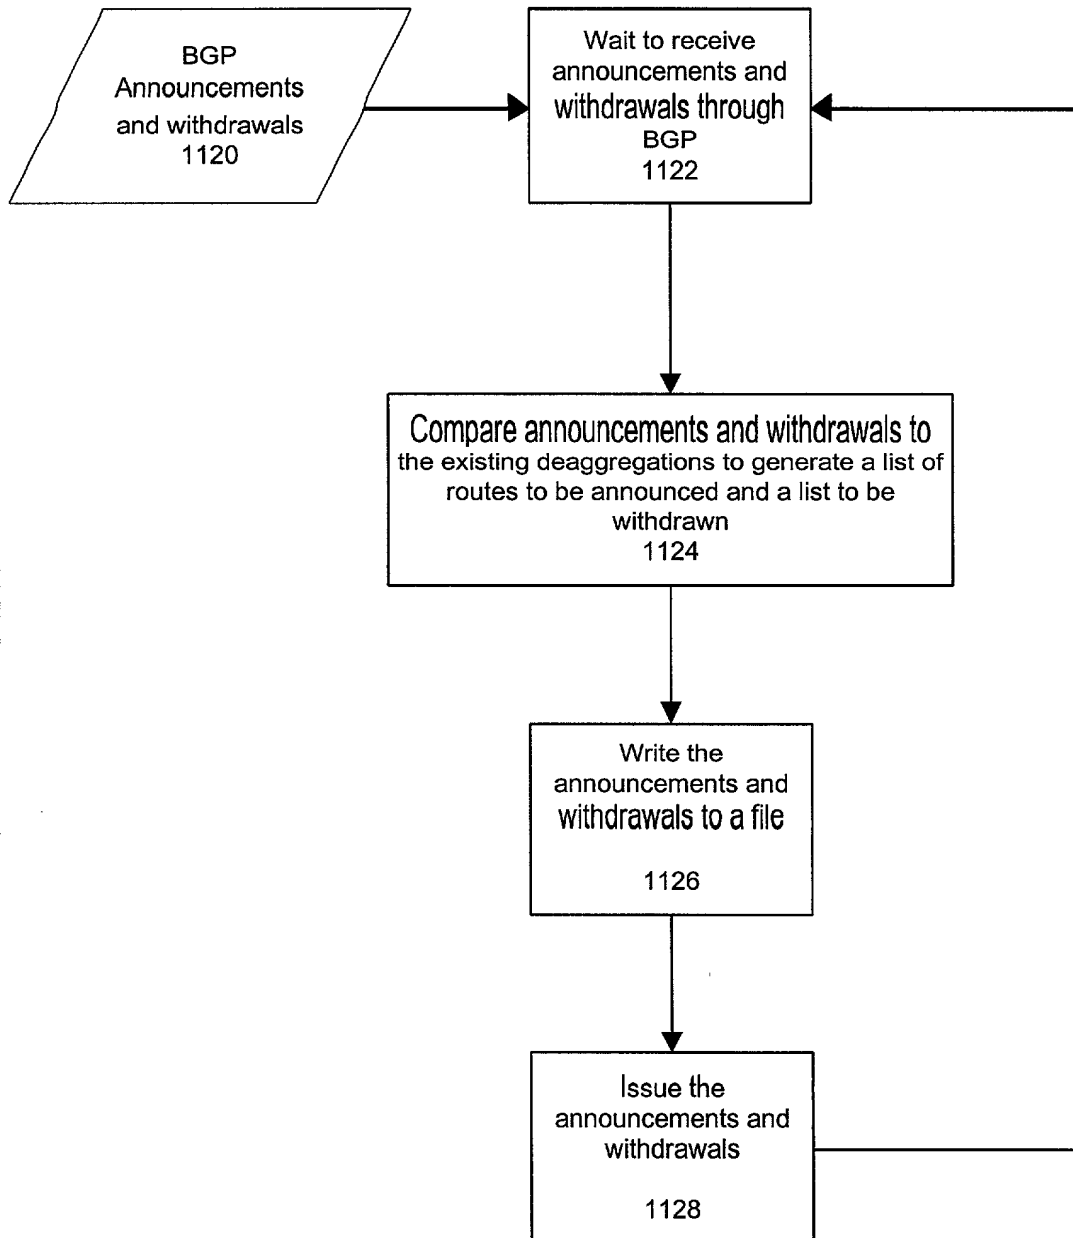 BGP
Announcements
and withdrawals
1120
Wait to receive
announcements and
withdrawals through
BGP
1122
Compare announcements and withdrawals to
the existing deaggregations to generate a list of
routes to be announced and a list to be
withdrawn
1124
Write the
announcements and
withdrawals to a file
1126
Issue the
announcements and
withdrawals
1128